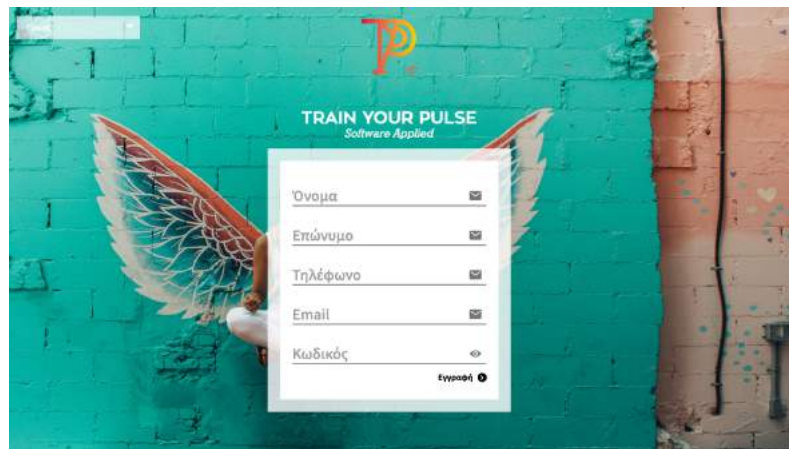 TRAIN YOUR PULSE
Software Applied
Όνομα
Επώνυμο
Τηλέφωνο
Email
Κωδικός
Εγγραφή